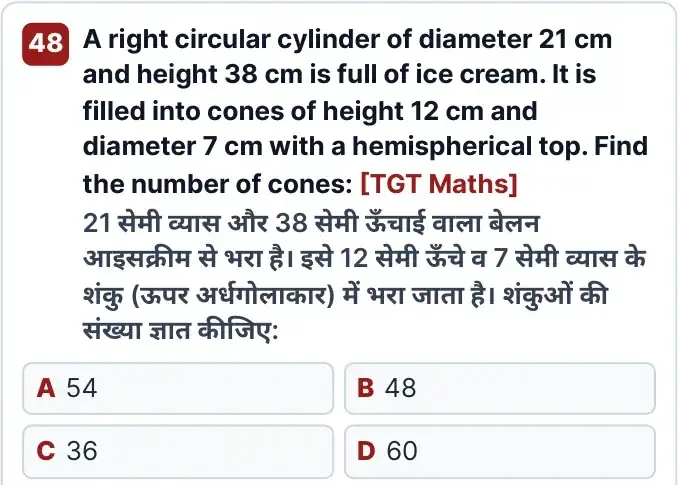 48 A right circular cylinder of diameter 21 cm
and height 38 cm is full of ice cream. It is
filled into cones of height 12 cm and
diameter 7 cm with a hemispherical top. Find
the number of cones: [TGT Maths]
21 सेमी व्यास और 38 सेमी ऊँचाई वाला बेलन
आइसक्रीम से भरा है। इसे 12 सेमी ऊँचे व 7 सेमी व्यास के
शंकु (ऊपर अर्धगोलाकार) में भरा जाता है। शंकुओं की
संख्या ज्ञात कीजिए:
A 54
B 48
C 36
D 60